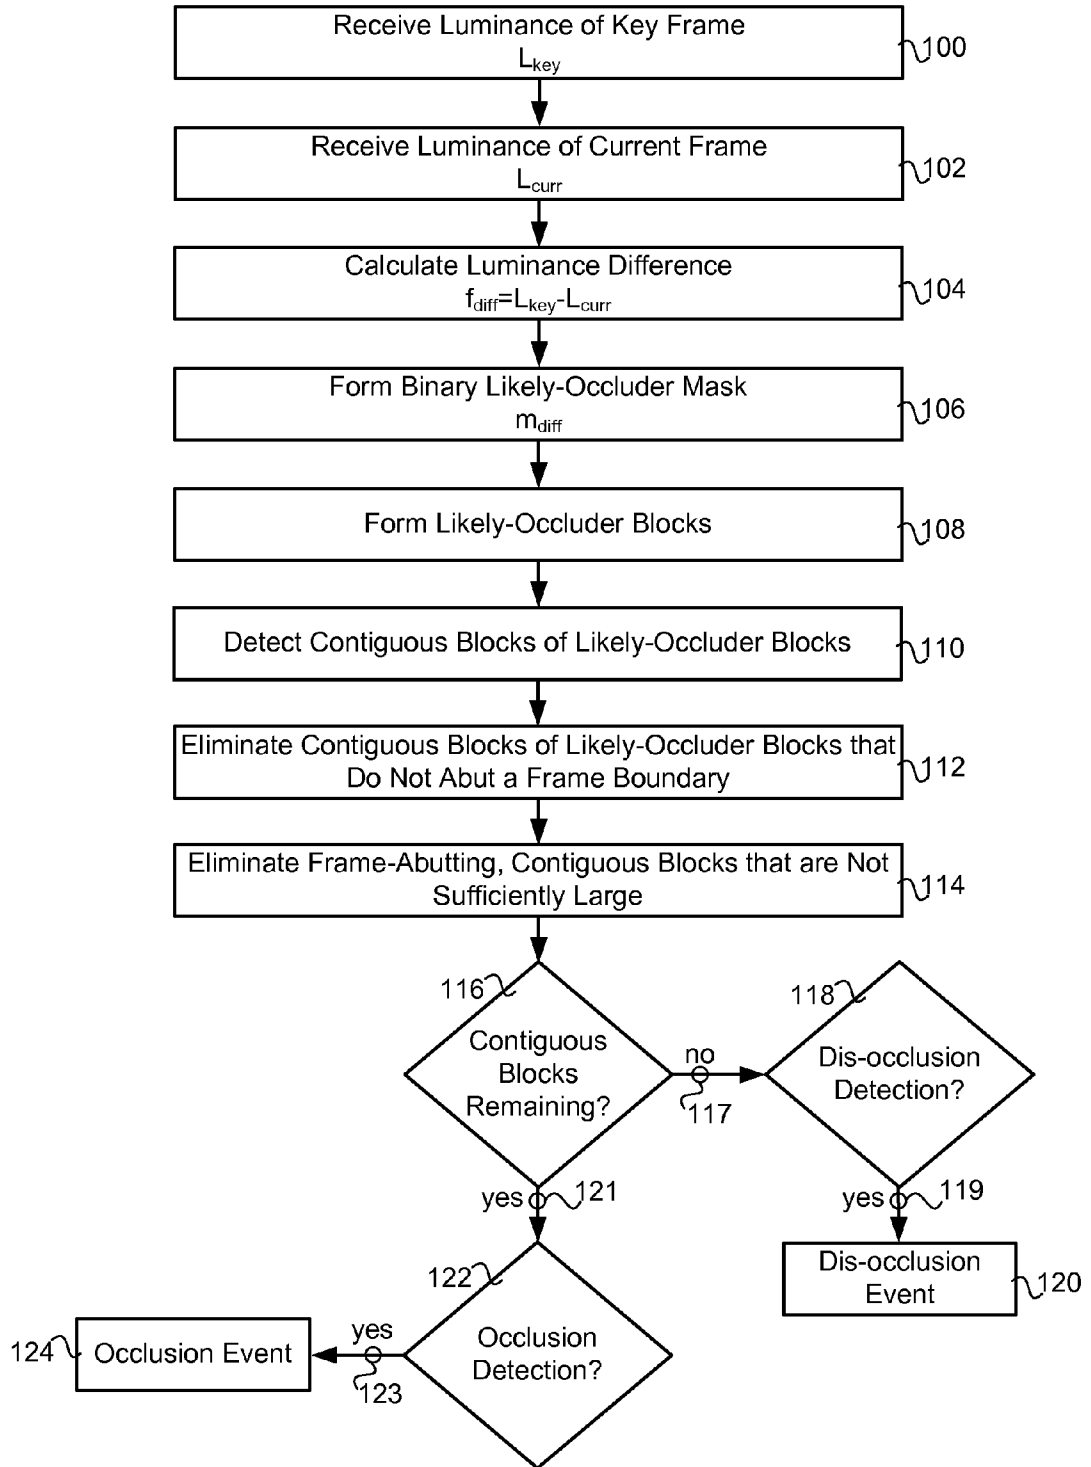 Receive Luminance of Key Frame
Lkey
100
Receive Luminance of Current Frame
Lcurr
102
Calculate Luminance Difference
fdiff=Lkey-Lcurr
104
Form Binary Likely-Occluder Mask
mdiff
106
Form Likely-Occluder Blocks
108
Detect Contiguous Blocks of Likely-Occluder Blocks
110
Eliminate Contiguous Blocks of Likely-Occluder Blocks that
Do Not Abut a Frame Boundary
112
Eliminate Frame-Abutting, Contiguous Blocks that are Not
Sufficiently Large
114
116
Contiguous
Blocks
Remaining?
no
117
118
Dis-occlusion
Detection?
yes
119
Dis-occlusion
Event
120
yes
121
122
Occlusion
Detection?
yes
123
Occlusion Event
124